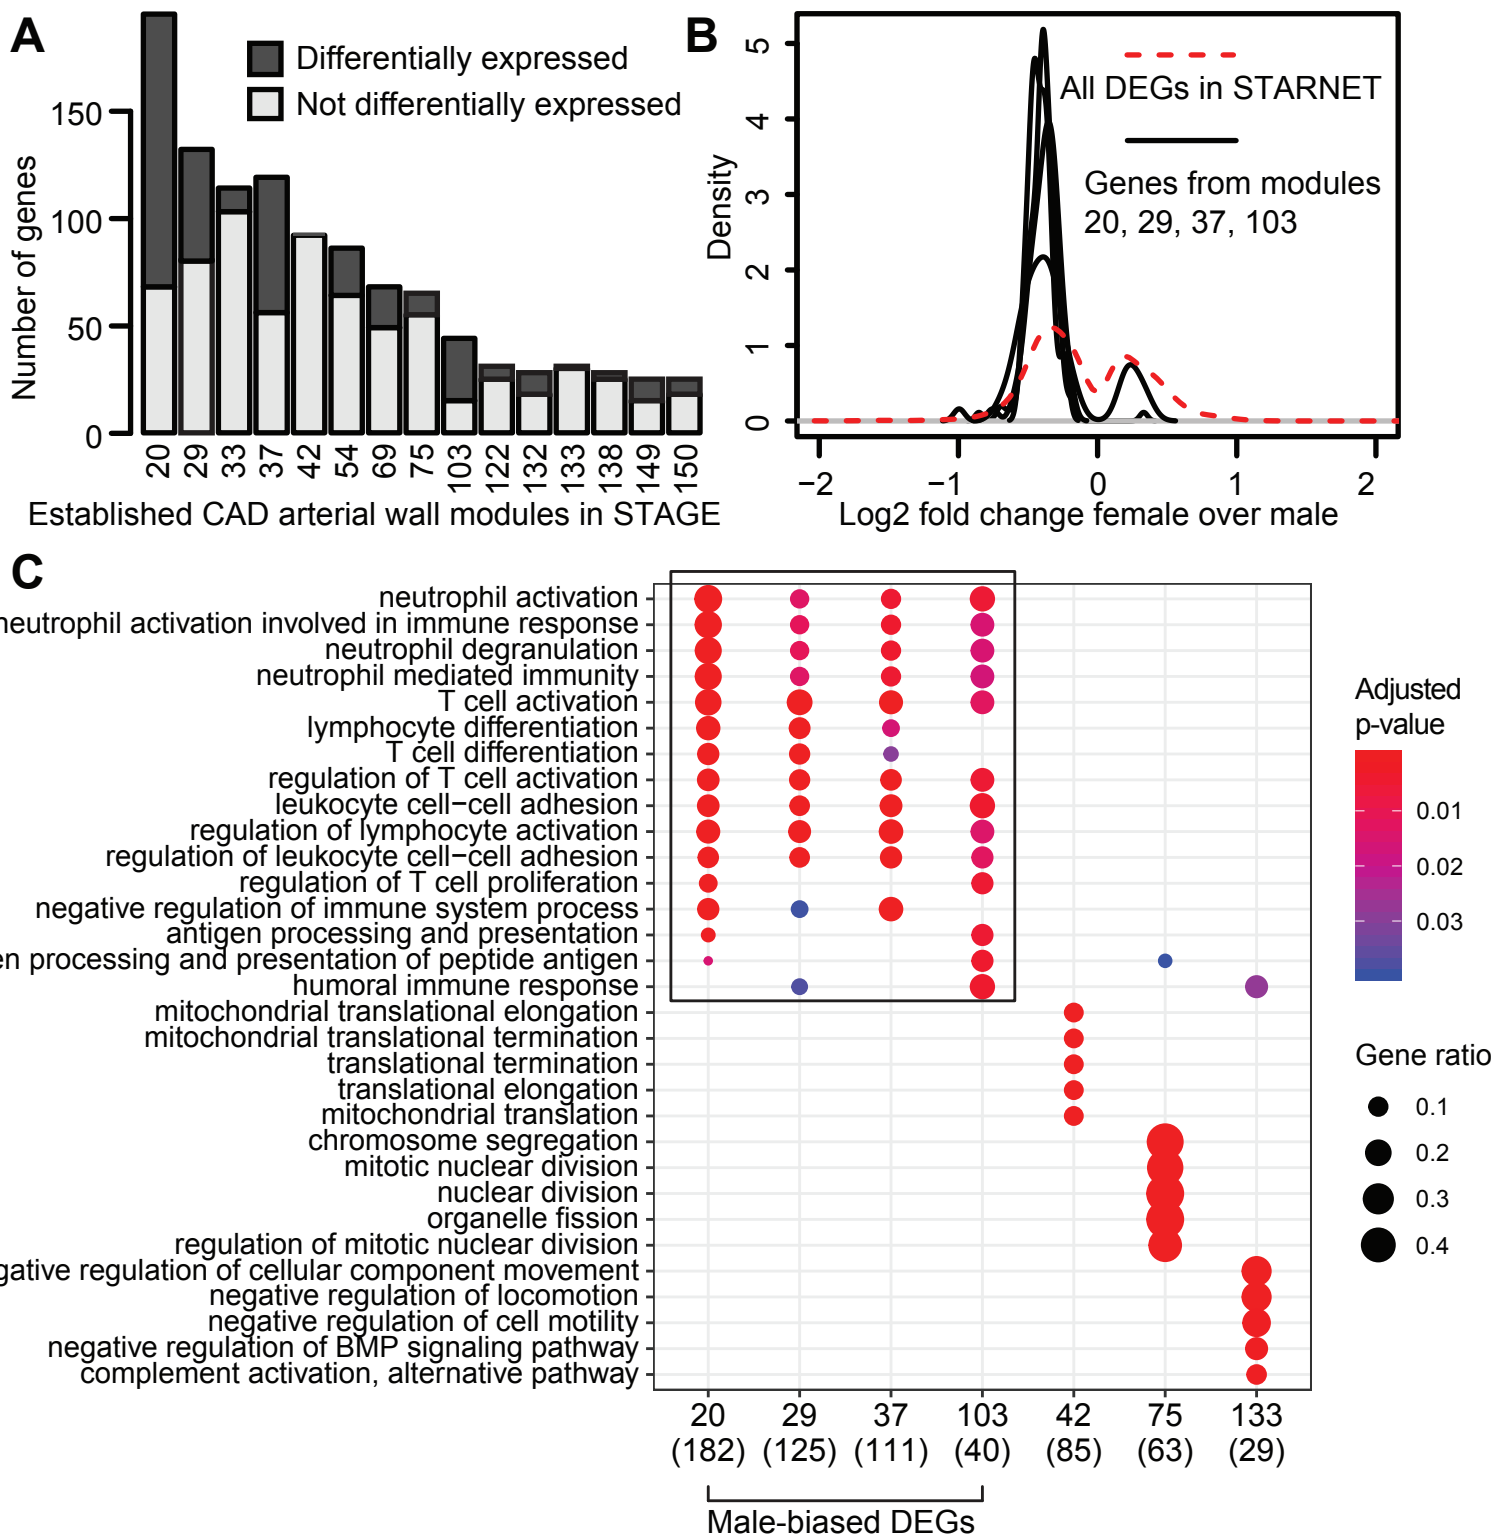 A
Differentially expressed
Not differentially expressed
Number of genes
150
100
50
0
20 29 33 37 42 54 69 75 103 122 132 133 138 149 150
Established CAD arterial wall modules in STAGE
B
All DEGs in STARNET
Genes from modules
20, 29, 37, 103
Density
5
4
3
2
1
0
−2 −1 0 1 2
Log2 fold change female over male
C
neutrophil activation
neutrophil activation involved in immune response
neutrophil degranulation
neutrophil mediated immunity
T cell activation
lymphocyte differentiation
T cell differentiation
regulation of T cell activation
leukocyte cell−cell adhesion
regulation of lymphocyte activation
regulation of leukocyte cell−cell adhesion
regulation of T cell proliferation
negative regulation of immune system process
antigen processing and presentation
en processing and presentation of peptide antigen
humoral immune response
mitochondrial translational elongation
mitochondrial translational termination
translational termination
translational elongation
mitochondrial translation
chromosome segregation
mitotic nuclear division
nuclear division
organelle fission
regulation of mitotic nuclear division
gative regulation of cellular component movement
negative regulation of locomotion
negative regulation of cell motility
negative regulation of BMP signaling pathway
complement activation, alternative pathway
20 29 37 103 42 75 133
(182) (125) (111) (40) (85) (63) (29)
Male-biased DEGs
Adjusted
p-value
0.01
0.02
0.03
Gene ratio
0.1
0.2
0.3
0.4